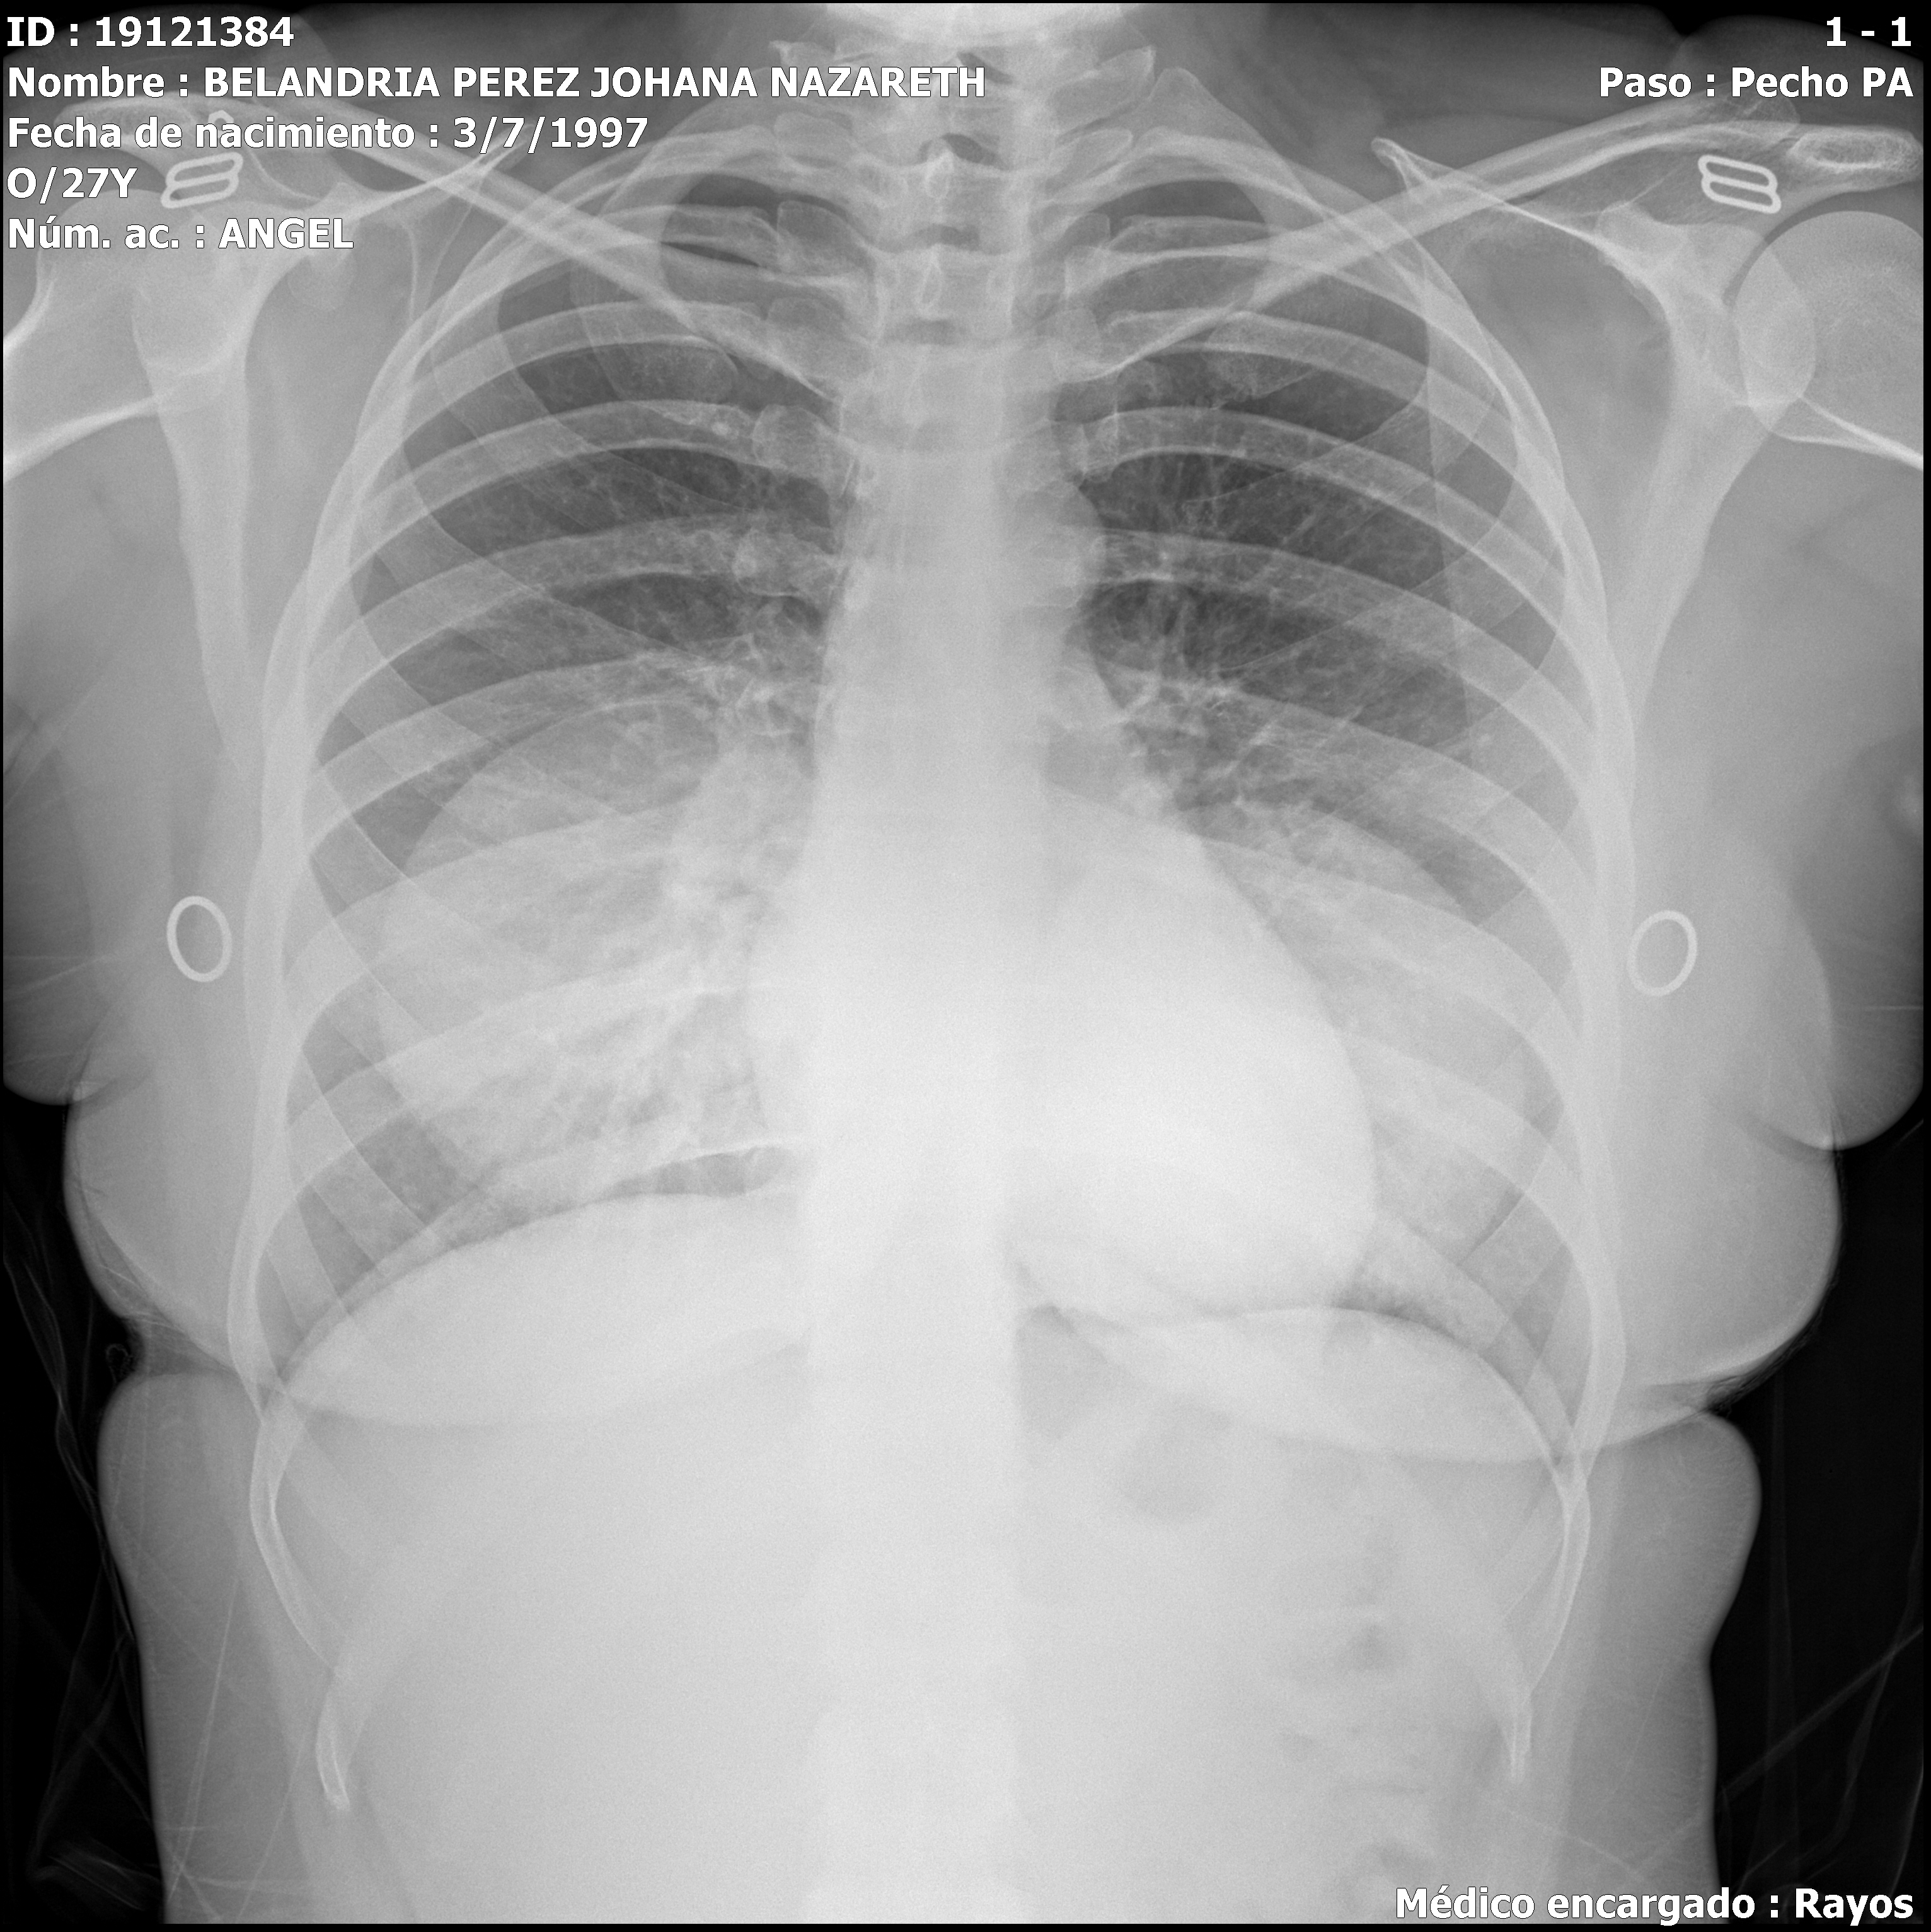 ID : 19121384
Nombre : BELANDRIA PEREZ JOHANA NAZARETH
Fecha de nacimiento : 3/7/1997
O/27Y
Núm. ac. : ANGEL
1 - 1
Paso : Pecho PA
Médico encargado : Rayos